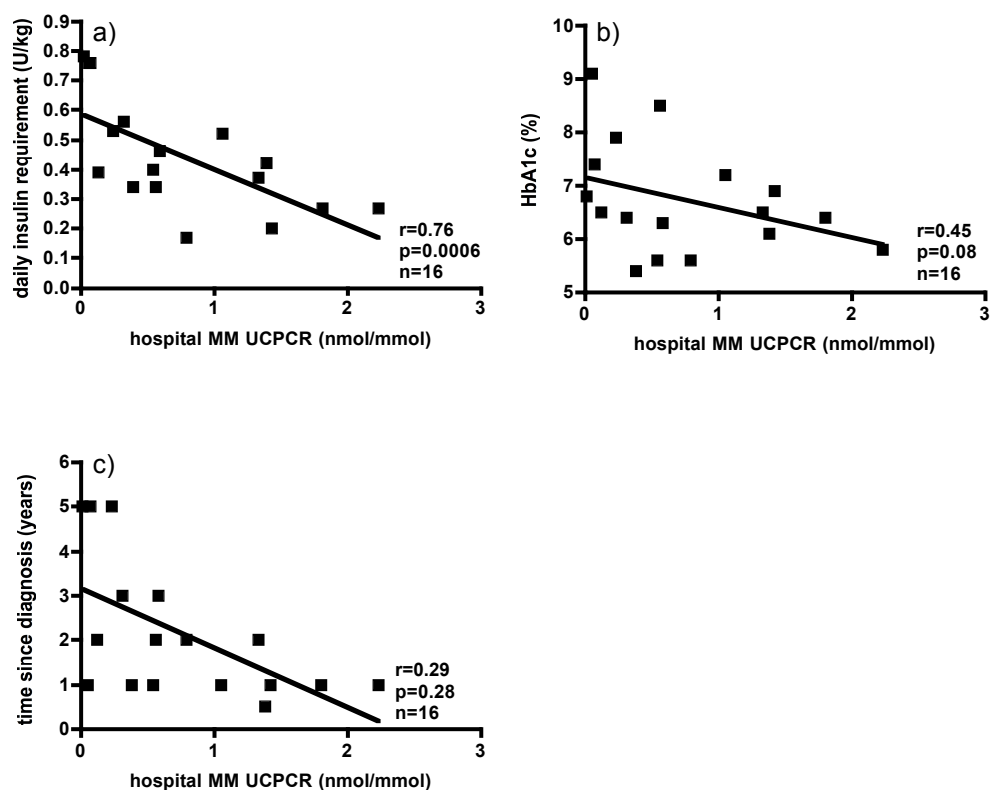 a)
daily insulin requirement (U/kg)
0.9
0.8
0.7
0.6
0.5
0.4
0.3
0.2
0.1
0.0
r=0.76
p=0.0006
n=16
0 1 2 3
hospital MM UCPCR (nmol/mmol)
b)
HbA1c (%)
10
9
8
7
6
5
r=0.45
p=0.08
n=16
0 1 2 3
hospital MM UCPCR (nmol/mmol)
c)
time since diagnosis (years)
6
5
4
3
2
1
0
r=0.29
p=0.28
n=16
0 1 2 3
hospital MM UCPCR (nmol/mmol)